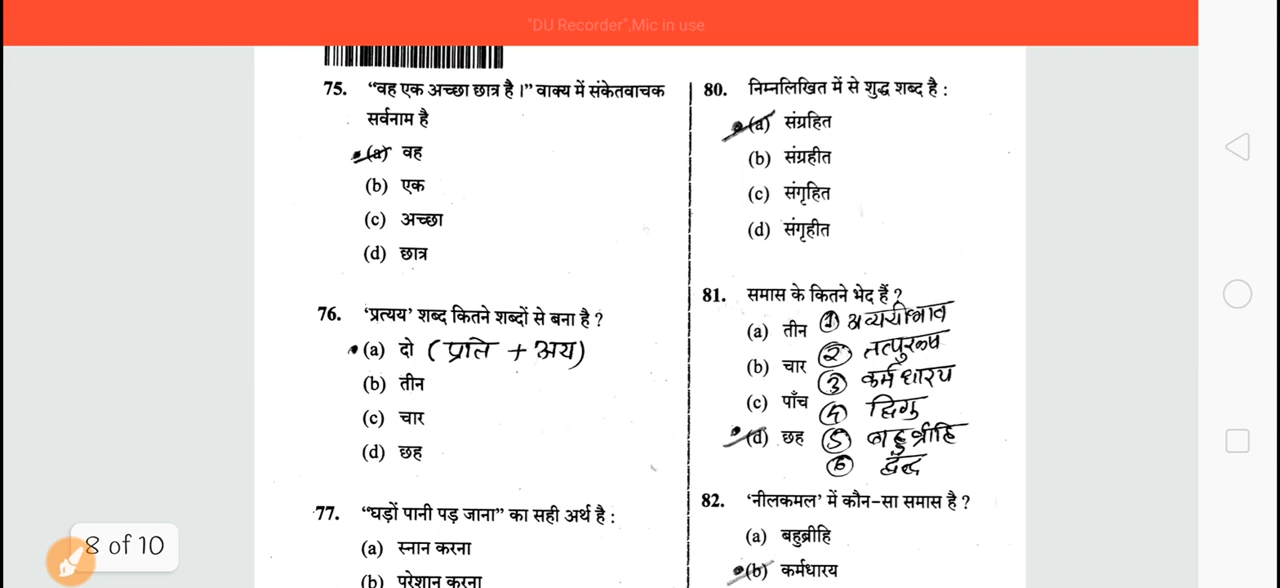 "DU Recorder",Mic in use
75. “वह एक अच्छा छात्र है ।” वाक्य में संकेतवाचक
सर्वनाम है
(a) वह
(b) एक
(c) अच्छा
(d) छात्र
76. ‘प्रत्यय’ शब्द कितने शब्दों से बना है ?
(a) दो (प्रति + अय)
(b) तीन
(c) चार
(d) छह
77. “घड़ों पानी पड़ जाना” का सही अर्थ है :
(a) स्नान करना
(b) परेशान करना
80. निम्नलिखित में से शुद्ध शब्द है :
(a) संग्रहित
(b) संग्रहीत
(c) संगृहित
(d) संगृहीत
81. समास के कितने भेद हैं ?
(a) तीन ① अव्ययीभाव
(b) चार ② तत्पुरूष
③ कर्मधारय
(c) पाँच ④ द्विगु
(d) छह ⑤ बाहुब्रीहि
⑥ द्वंद्व
82. ‘नीलकमल’ में कौन-सा समास है ?
(a) बहुब्रीहि
(b) कर्मधारय
8 of 10